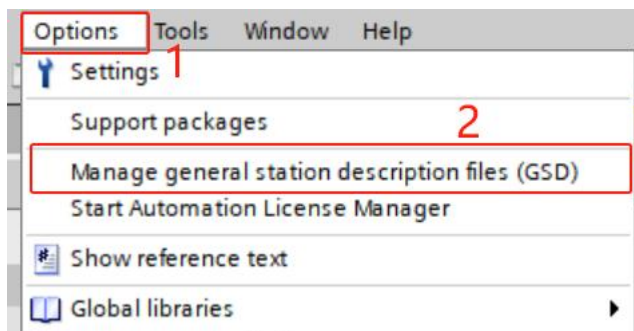 Options Tools Window Help
1
Settings
Support packages
2
Manage general station description files (GSD)
Start Automation License Manager
Show reference text
Global libraries